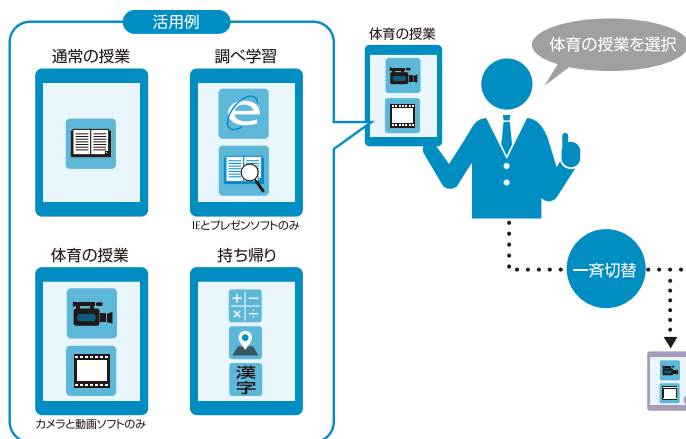 活用例
通常の授業
調べ学習
IEとプレゼンソフトのみ
体育の授業
カメラと動画ソフトのみ
持ち帰り
+−
×÷
漢
字
体育の授業
体育の授業を選択
一斉切替